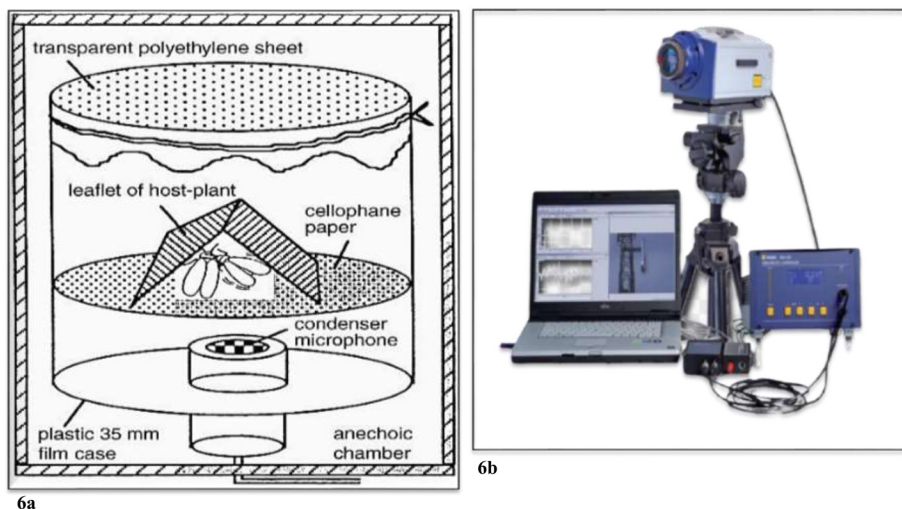 transparent polyethylene sheet
leaflet of host-plant
cellophane
paper
condenser
microphone
plastic 35 mm
film case
anechoic
chamber
6a
6b